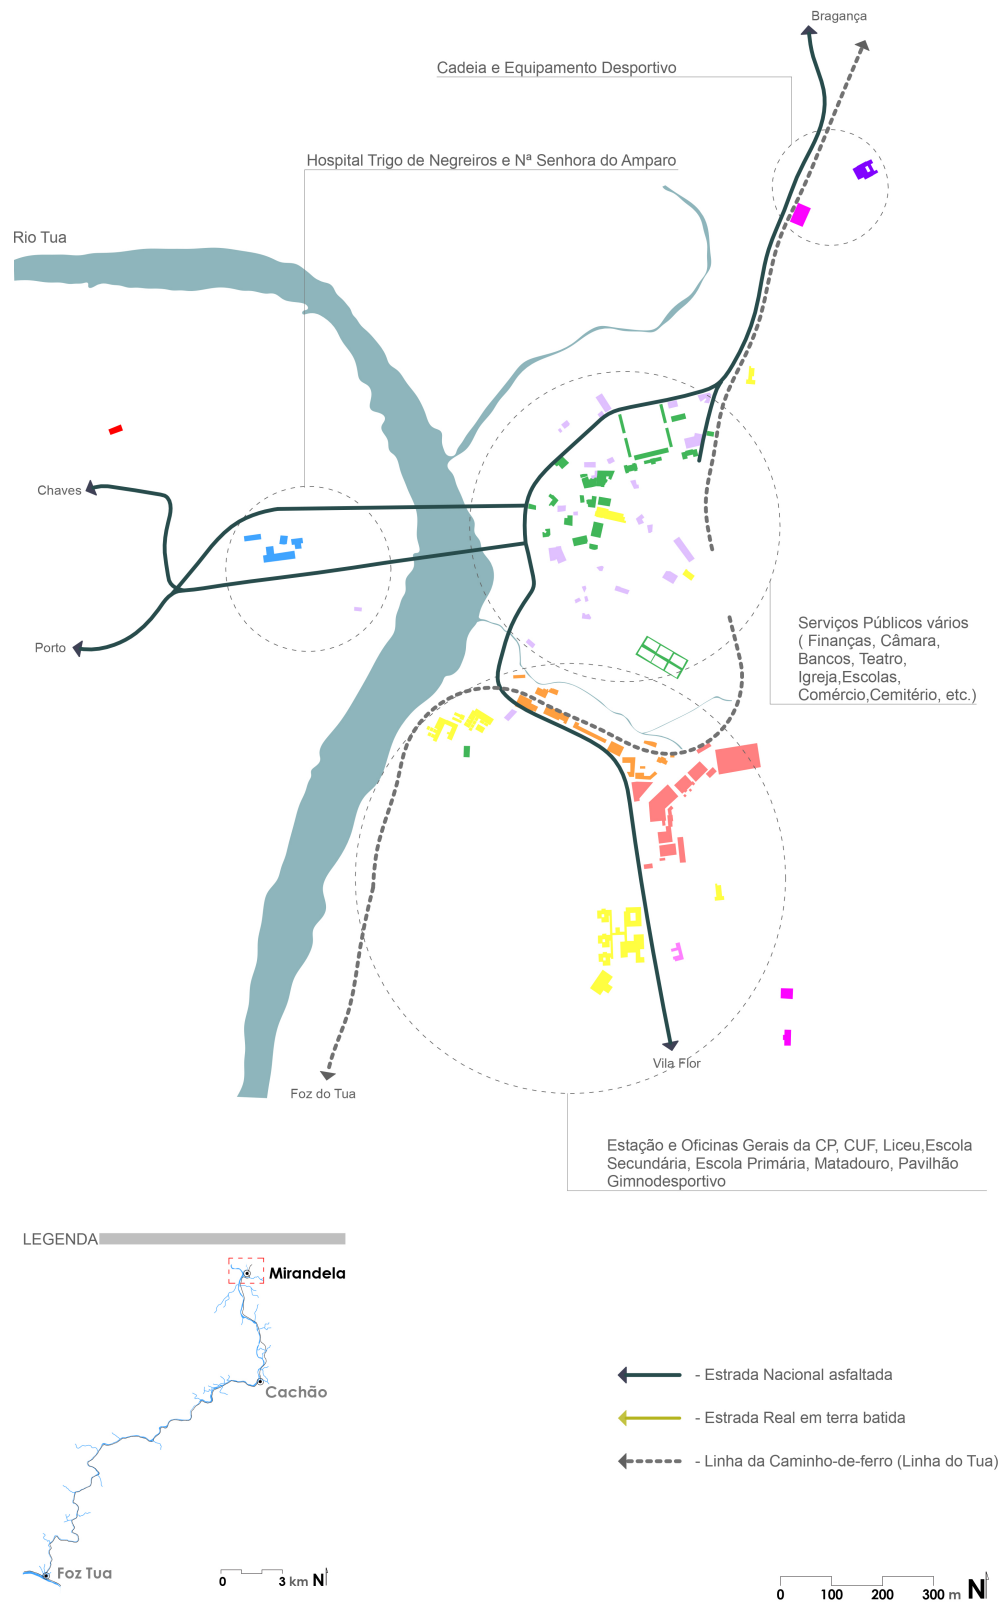 Bragança
Cadeia e Equipamento Desportivo
Hospital Trigo de Negreiros e Nª Senhora do Amparo
Rio Tua
Chaves
Porto
Serviços Públicos vários
( Finanças, Câmara,
Bancos, Teatro,
Igreja,Escolas,
Comércio,Cemitério, etc.)
Vila Flor
Foz do Tua
Estação e Oficinas Gerais da CP, CUF, Liceu,Escola
Secundária, Escola Primária, Matadouro, Pavilhão
Gimnodesportivo
LEGENDA
Mirandela
Cachão
Foz Tua
0 3 km N
- Estrada Nacional asfaltada
- Estrada Real em terra batida
- Linha da Caminho-de-ferro (Linha do Tua)
0 100 200 300 m N